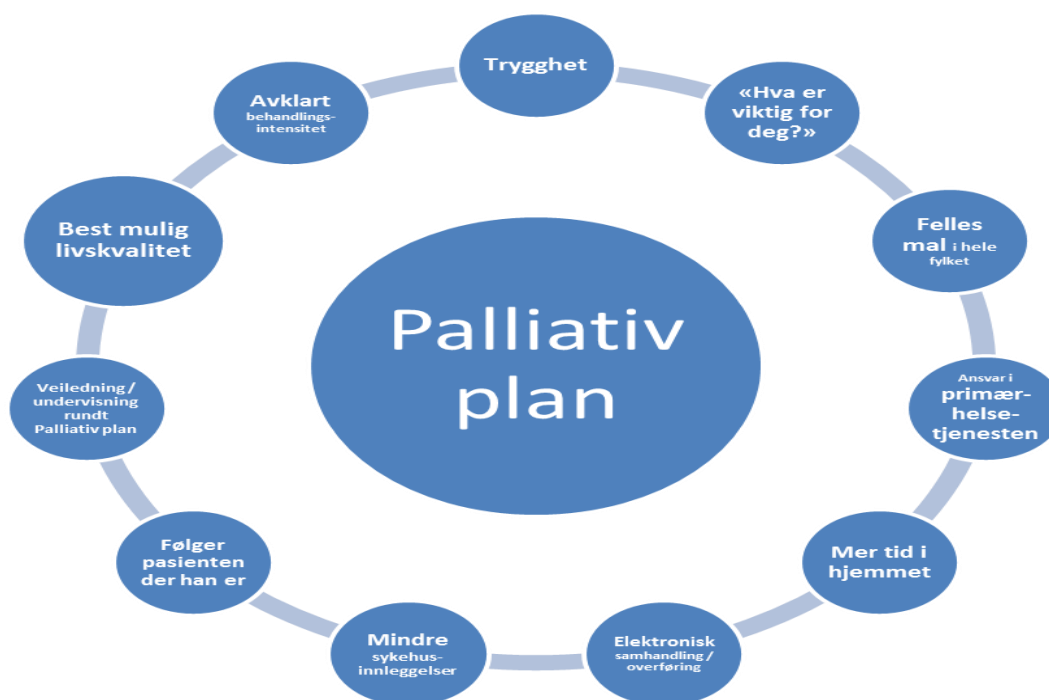 Palliativ
plan
Trygghet
«Hva er
viktig for
deg?»
Felles
mal i hele
fylket
Ansvar i
primær-
helse-
tjenesten
Mer tid i
hjemmet
Elektronisk
samhandling /
overføring
Mindre
sykehus-
innleggelser
Følger
pasienten
der han er
Veiledning /
undervisning
rundt
Palliativ plan
Best mulig
livskvalitet
Avklart
behandlings-
intensitet